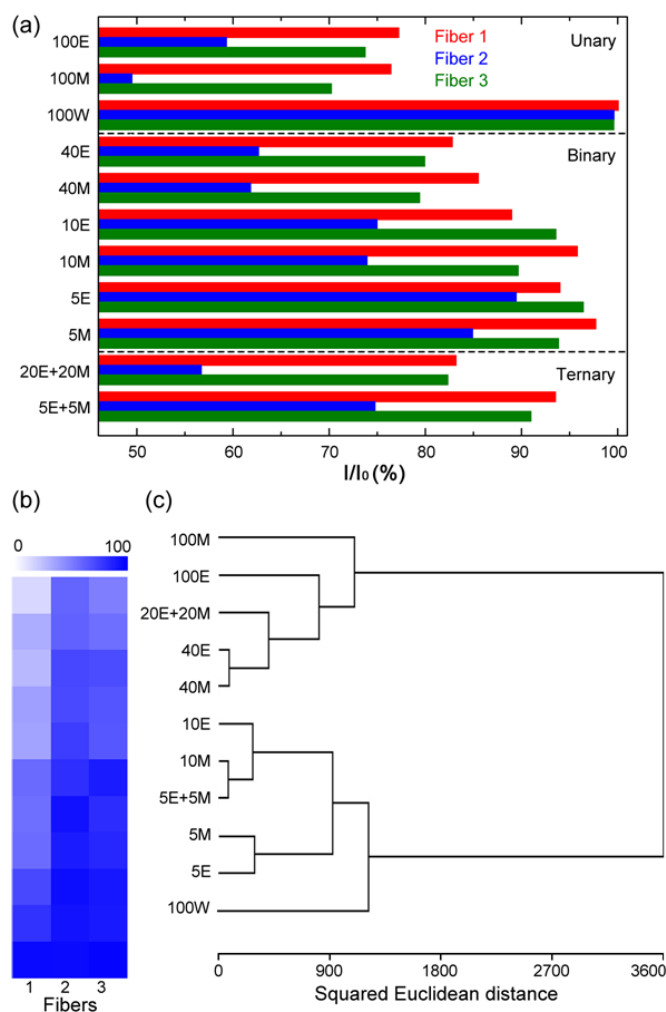 (a)
100E
100M
100W
40E
40M
10E
10M
5E
5M
20E+20M
5E+5M
Fiber 1
Fiber 2
Fiber 3
Unary
Binary
Ternary
50 60 70 80 90 100
I/I₀ (%)
(b)
0 100
1 2 3
Fibers
(c)
100M
100E
20E+20M
40E
40M
10E
10M
5E+5M
5M
5E
100W
0 900 1800 2700 3600
Squared Euclidean distance